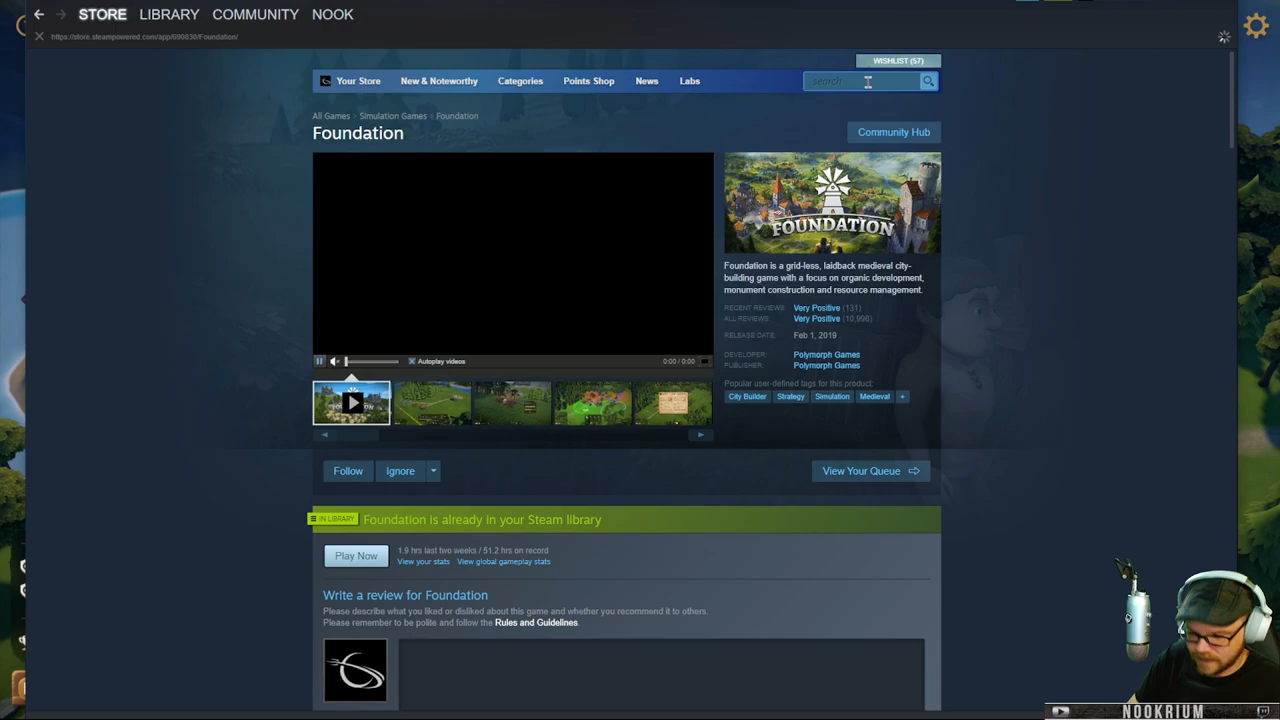 STORE LIBRARY COMMUNITY NOOK
https://store.steampowered.com/app/690830/Foundation/
WISHLIST (57)
Your Store New & Noteworthy Categories Points Shop News Labs search
All Games > Simulation Games > Foundation
Foundation
Community Hub
FOUNDATION
Foundation is a grid-less, laidback medieval city-
building game with a focus on organic development,
monument construction and resource management.
RECENT REVIEWS: Very Positive (131)
ALL REVIEWS: Very Positive (10,998)
RELEASE DATE: Feb 1, 2019
DEVELOPER: Polymorph Games
PUBLISHER: Polymorph Games
Autoplay videos 0:00 / 0:00
Popular user-defined tags for this product:
City Builder Strategy Simulation Medieval +
Follow Ignore View Your Queue
IN LIBRARY Foundation is already in your Steam library
Play Now 1.9 hrs last two weeks / 51.2 hrs on record
View your stats View global gameplay stats
Write a review for Foundation
Please describe what you liked or disliked about this game and whether you recommend it to others.
Please remember to be polite and follow the Rules and Guidelines.
NOOKRIUM